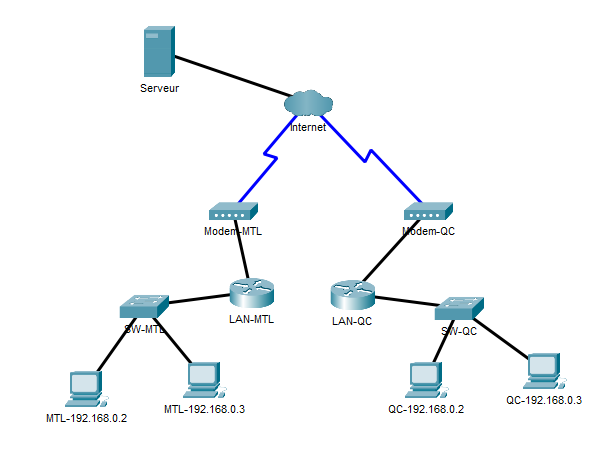 Serveur
Internet
Modem-MTL
Modem-QC
LAN-MTL
LAN-QC
SW-MTL
SW-QC
MTL-192.168.0.2
MTL-192.168.0.3
QC-192.168.0.2
QC-192.168.0.3